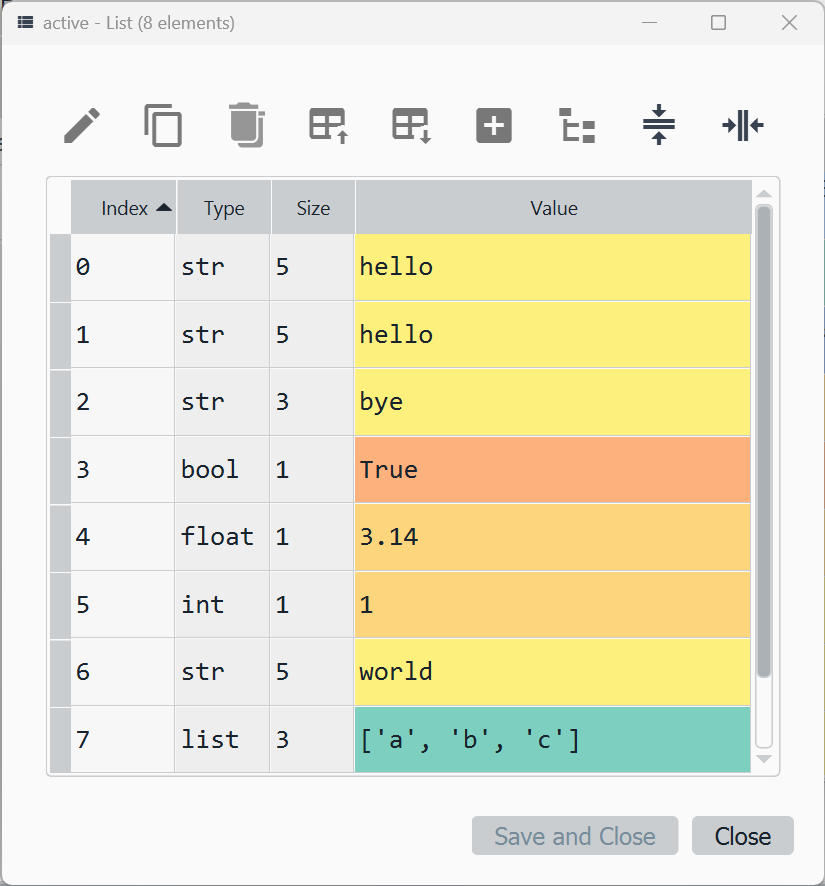 active - List (8 elements)
Index Type Size Value
0 str 5 hello
1 str 5 hello
2 str 3 bye
3 bool 1 True
4 float 1 3.14
5 int 1 1
6 str 5 world
7 list 3 ['a', 'b', 'c']
Save and Close Close